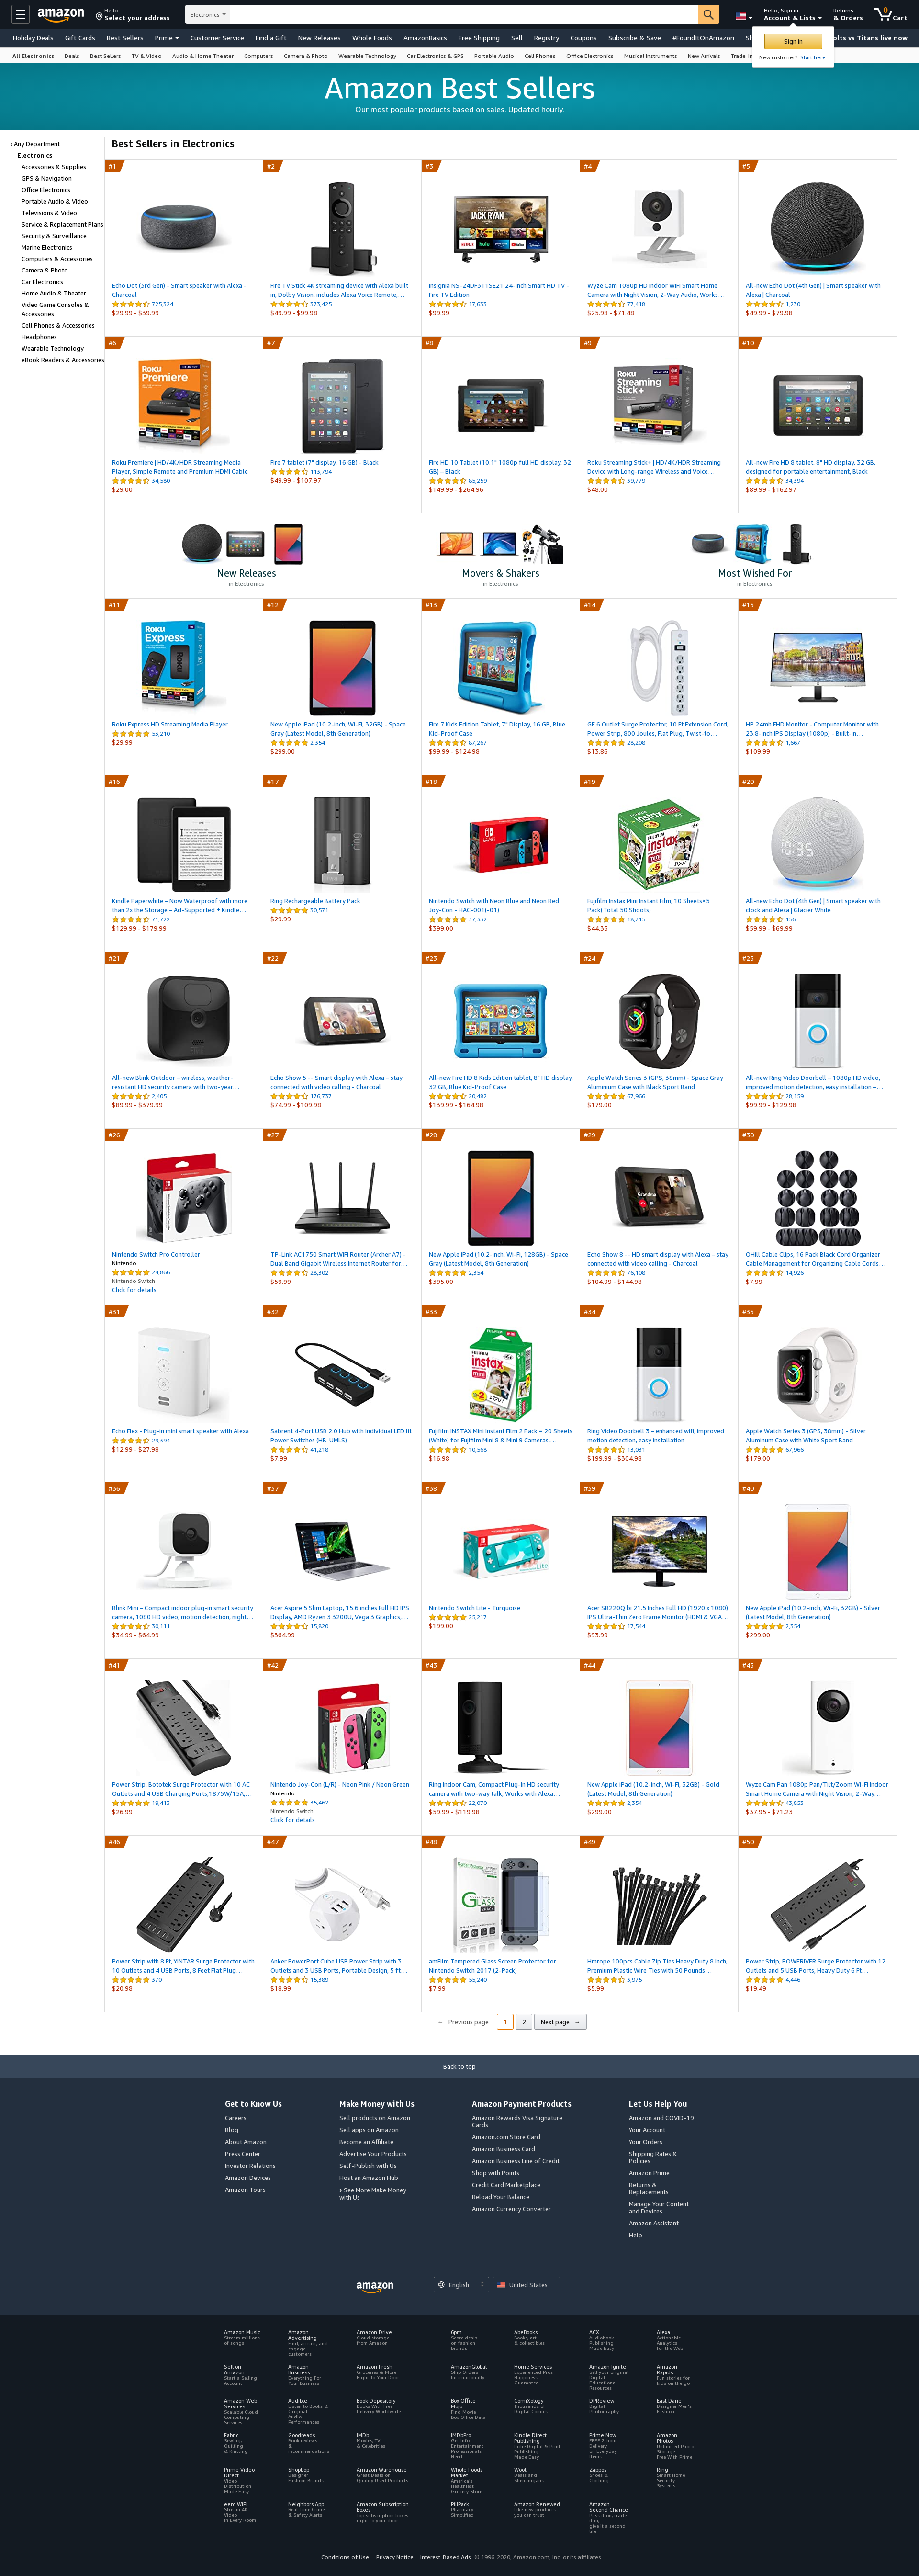 amazon
Hello
Select your address
Electronics
Hello, Sign in
Account & Lists
Returns
& Orders
0
Cart
Holiday Deals Gift Cards Best Sellers Prime Customer Service Find a Gift New Releases Whole Foods AmazonBasics Free Shipping Sell Registry Coupons Subscribe & Save #FoundItOnAmazon
Titans live now
Sign in
New customer? Start here.
All Electronics Deals Best Sellers TV & Video Audio & Home Theater Computers Camera & Photo Wearable Technology Car Electronics & GPS Portable Audio Cell Phones Office Electronics Musical Instruments New Arrivals
Amazon Best Sellers
Our most popular products based on sales. Updated hourly.
‹ Any Department
Electronics
Accessories & Supplies
GPS & Navigation
Office Electronics
Portable Audio & Video
Televisions & Video
Service & Replacement Plans
Security & Surveillance
Marine Electronics
Computers & Accessories
Camera & Photo
Car Electronics
Home Audio & Theater
Video Game Consoles &
Accessories
Cell Phones & Accessories
Headphones
Wearable Technology
eBook Readers & Accessories
Best Sellers in Electronics
#1
Echo Dot (3rd Gen) - Smart speaker with Alexa -
Charcoal
725,324
$29.99 - $39.99
#2
Fire TV Stick 4K streaming device with Alexa built
in, Dolby Vision, includes Alexa Voice Remote,…
373,425
$49.99 - $99.98
#3
Insignia NS-24DF311SE21 24-inch Smart HD TV -
Fire TV Edition
17,633
$99.99
#4
Wyze Cam 1080p HD Indoor WiFi Smart Home
Camera with Night Vision, 2-Way Audio, Works…
77,418
$25.98 - $71.48
#5
All-new Echo Dot (4th Gen) | Smart speaker with
Alexa | Charcoal
1,230
$49.99 - $79.98
#6
Roku Premiere | HD/4K/HDR Streaming Media
Player, Simple Remote and Premium HDMI Cable
34,560
$29.00
#7
Fire 7 tablet (7" display, 16 GB) - Black
113,794
$49.99 - $107.97
#8
Fire HD 10 Tablet (10.1" 1080p full HD display, 32
GB) – Black
85,259
$149.99 - $264.96
#9
Roku Streaming Stick+ | HD/4K/HDR Streaming
Device with Long-range Wireless and Voice…
39,779
$48.00
#10
All-new Fire HD 8 tablet, 8" HD display, 32 GB,
designed for portable entertainment, Black
34,394
$89.99 - $162.97
New Releases
in Electronics
Movers & Shakers
in Electronics
Most Wished For
in Electronics
#11
Roku Express HD Streaming Media Player
53,210
$29.99
#12
New Apple iPad (10.2-inch, Wi-Fi, 32GB) - Space
Gray (Latest Model, 8th Generation)
2,354
$299.00
#13
Fire 7 Kids Edition Tablet, 7" Display, 16 GB, Blue
Kid-Proof Case
87,267
$99.99 - $124.98
#14
GE 6 Outlet Surge Protector, 10 Ft Extension Cord,
Power Strip, 800 Joules, Flat Plug, Twist-to…
28,208
$13.86
#15
HP 24mh FHD Monitor - Computer Monitor with
23.8-inch IPS Display (1080p) - Built-in…
1,667
$109.99
#16
Kindle Paperwhite – Now Waterproof with more
than 2x the Storage – Ad-Supported + Kindle…
71,722
$129.99 - $179.99
#17
Ring Rechargeable Battery Pack
30,571
$29.99
#18
Nintendo Switch with Neon Blue and Neon Red
Joy-Con - HAC-001(-01)
37,332
$399.00
#19
Fujifilm Instax Mini Instant Film, 10 Sheets×5
Pack(Total 50 Shoots)
18,715
$44.35
#20
All-new Echo Dot (4th Gen) | Smart speaker with
clock and Alexa | Glacier White
156
$59.99 - $69.99
#21
All-new Blink Outdoor – wireless, weather-
resistant HD security camera with two-year…
2,405
$89.99 - $379.99
#22
Echo Show 5 -- Smart display with Alexa – stay
connected with video calling - Charcoal
176,737
$74.99 - $109.98
#23
All-new Fire HD 8 Kids Edition tablet, 8" HD display,
32 GB, Blue Kid-Proof Case
20,482
$139.99 - $164.98
#24
Apple Watch Series 3 (GPS, 38mm) - Space Gray
Aluminium Case with Black Sport Band
67,966
$179.00
#25
All-new Ring Video Doorbell – 1080p HD video,
improved motion detection, easy installation –…
28,159
$99.99 - $129.98
#26
Nintendo Switch Pro Controller
Nintendo
24,866
Nintendo Switch
Click for details
#27
TP-Link AC1750 Smart WiFi Router (Archer A7) -
Dual Band Gigabit Wireless Internet Router for…
28,302
$59.99
#28
New Apple iPad (10.2-inch, Wi-Fi, 128GB) - Space
Gray (Latest Model, 8th Generation)
2,354
$395.00
#29
Echo Show 8 -- HD smart display with Alexa – stay
connected with video calling - Charcoal
76,108
$104.99 - $144.98
#30
OHill Cable Clips, 16 Pack Black Cord Organizer
Cable Management for Organizing Cable Cords…
14,926
$7.99
#31
Echo Flex - Plug-in mini smart speaker with Alexa
29,394
$12.99 - $27.98
#32
Sabrent 4-Port USB 2.0 Hub with Individual LED lit
Power Switches (HB-UMLS)
41,218
$7.99
#33
Fujifilm INSTAX Mini Instant Film 2 Pack = 20 Sheets
(White) for Fujifilm Mini 8 & Mini 9 Cameras,…
10,568
$16.98
#34
Ring Video Doorbell 3 – enhanced wifi, improved
motion detection, easy installation
13,031
$199.99 - $304.98
#35
Apple Watch Series 3 (GPS, 38mm) - Silver
Aluminum Case with White Sport Band
67,966
$179.00
#36
Blink Mini – Compact indoor plug-in smart security
camera, 1080 HD video, motion detection, night…
30,111
$34.99 - $64.99
#37
Acer Aspire 5 Slim Laptop, 15.6 inches Full HD IPS
Display, AMD Ryzen 3 3200U, Vega 3 Graphics,…
15,820
$364.99
#38
Nintendo Switch Lite - Turquoise
25,217
$199.00
#39
Acer SB220Q bi 21.5 Inches Full HD (1920 x 1080)
IPS Ultra-Thin Zero Frame Monitor (HDMI & VGA…
17,544
$93.99
#40
New Apple iPad (10.2-inch, Wi-Fi, 32GB) - Silver
(Latest Model, 8th Generation)
2,354
$299.00
#41
Power Strip, Bototek Surge Protector with 10 AC
Outlets and 4 USB Charging Ports,1875W/15A,…
19,413
$26.99
#42
Nintendo Joy-Con (L/R) - Neon Pink / Neon Green
Nintendo
35,462
Nintendo Switch
Click for details
#43
Ring Indoor Cam, Compact Plug-In HD security
camera with two-way talk, Works with Alexa…
22,070
$59.99 - $119.98
#44
New Apple iPad (10.2-inch, Wi-Fi, 32GB) - Gold
(Latest Model, 8th Generation)
2,354
$299.00
#45
Wyze Cam Pan 1080p Pan/Tilt/Zoom Wi-Fi Indoor
Smart Home Camera with Night Vision, 2-Way…
43,853
$37.95 - $71.23
#46
Power Strip with 8 Ft, YINTAR Surge Protector with
10 Outlets and 4 USB Ports, 8 Feet Flat Plug…
370
$20.98
#47
Anker PowerPort Cube USB Power Strip with 3
Outlets and 3 USB Ports, Portable Design, 5 ft…
15,389
$18.99
#48
amFilm Tempered Glass Screen Protector for
Nintendo Switch 2017 (2-Pack)
55,240
$7.99
#49
Hmrope 100pcs Cable Zip Ties Heavy Duty 8 Inch,
Premium Plastic Wire Ties with 50 Pounds…
3,975
$5.99
#50
Power Strip, POWERIVER Surge Protector with 12
Outlets and 5 USB Ports, Heavy Duty 6 Ft…
4,446
$19.49
← Previous page 1 2 Next page →
Back to top
Get to Know Us
Careers
Blog
About Amazon
Press Center
Investor Relations
Amazon Devices
Amazon Tours
Make Money with Us
Sell products on Amazon
Sell apps on Amazon
Become an Affiliate
Advertise Your Products
Self-Publish with Us
Host an Amazon Hub
› See More Make Money
with Us
Amazon Payment Products
Amazon Rewards Visa Signature
Cards
Amazon.com Store Card
Amazon Business Card
Amazon Business Line of Credit
Shop with Points
Credit Card Marketplace
Reload Your Balance
Amazon Currency Converter
Let Us Help You
Amazon and COVID-19
Your Account
Your Orders
Shipping Rates &
Policies
Amazon Prime
Returns &
Replacements
Manage Your Content
and Devices
Amazon Assistant
Help
amazon
English
United States
Amazon Music
Stream millions
of songs
Amazon
Advertising
Find, attract, and
engage
customers
Amazon Drive
Cloud storage
from Amazon
6pm
Score deals
on fashion
brands
AbeBooks
Books, art
& collectibles
ACX
Audiobook
Publishing
Made Easy
Alexa
Actionable
Analytics
for the Web
Sell on
Amazon
Start a Selling
Account
Amazon
Business
Everything For
Your Business
Amazon Fresh
Groceries & More
Right To Your Door
AmazonGlobal
Ship Orders
Internationally
Home Services
Experienced Pros
Happiness
Guarantee
Amazon Ignite
Sell your original
Digital
Educational
Resources
Amazon
Rapids
Fun stories for
kids on the go
Amazon Web
Services
Scalable Cloud
Computing
Services
Audible
Listen to Books &
Original
Audio
Performances
Book Depository
Books With Free
Delivery Worldwide
Box Office
Mojo
Find Movie
Box Office Data
ComiXology
Thousands of
Digital Comics
DPReview
Digital
Photography
East Dane
Designer Men's
Fashion
Fabric
Sewing,
Quilting
& Knitting
Goodreads
Book reviews
&
recommendations
IMDb
Movies, TV
& Celebrities
IMDbPro
Get Info
Entertainment
Professionals
Need
Kindle Direct
Publishing
Indie Digital & Print
Publishing
Made Easy
Prime Now
FREE 2-hour
Delivery
on Everyday
Items
Amazon
Photos
Unlimited Photo
Storage
Free With Prime
Prime Video
Direct
Video
Distribution
Made Easy
Shopbop
Designer
Fashion Brands
Amazon Warehouse
Great Deals on
Quality Used Products
Whole Foods
Market
America's
Healthiest
Grocery Store
Woot!
Deals and
Shenanigans
Zappos
Shoes &
Clothing
Ring
Smart Home
Security
Systems
eero WiFi
Stream 4K
Video
in Every Room
Neighbors App
Real-Time Crime
& Safety Alerts
Amazon Subscription
Boxes
Top subscription boxes –
right to your door
PillPack
Pharmacy
Simplified
Amazon Renewed
Like-new products
you can trust
Amazon
Second Chance
Pass it on, trade
it in,
give it a second
life
Conditions of Use Privacy Notice Interest-Based Ads © 1996-2020, Amazon.com, Inc. or its affiliates